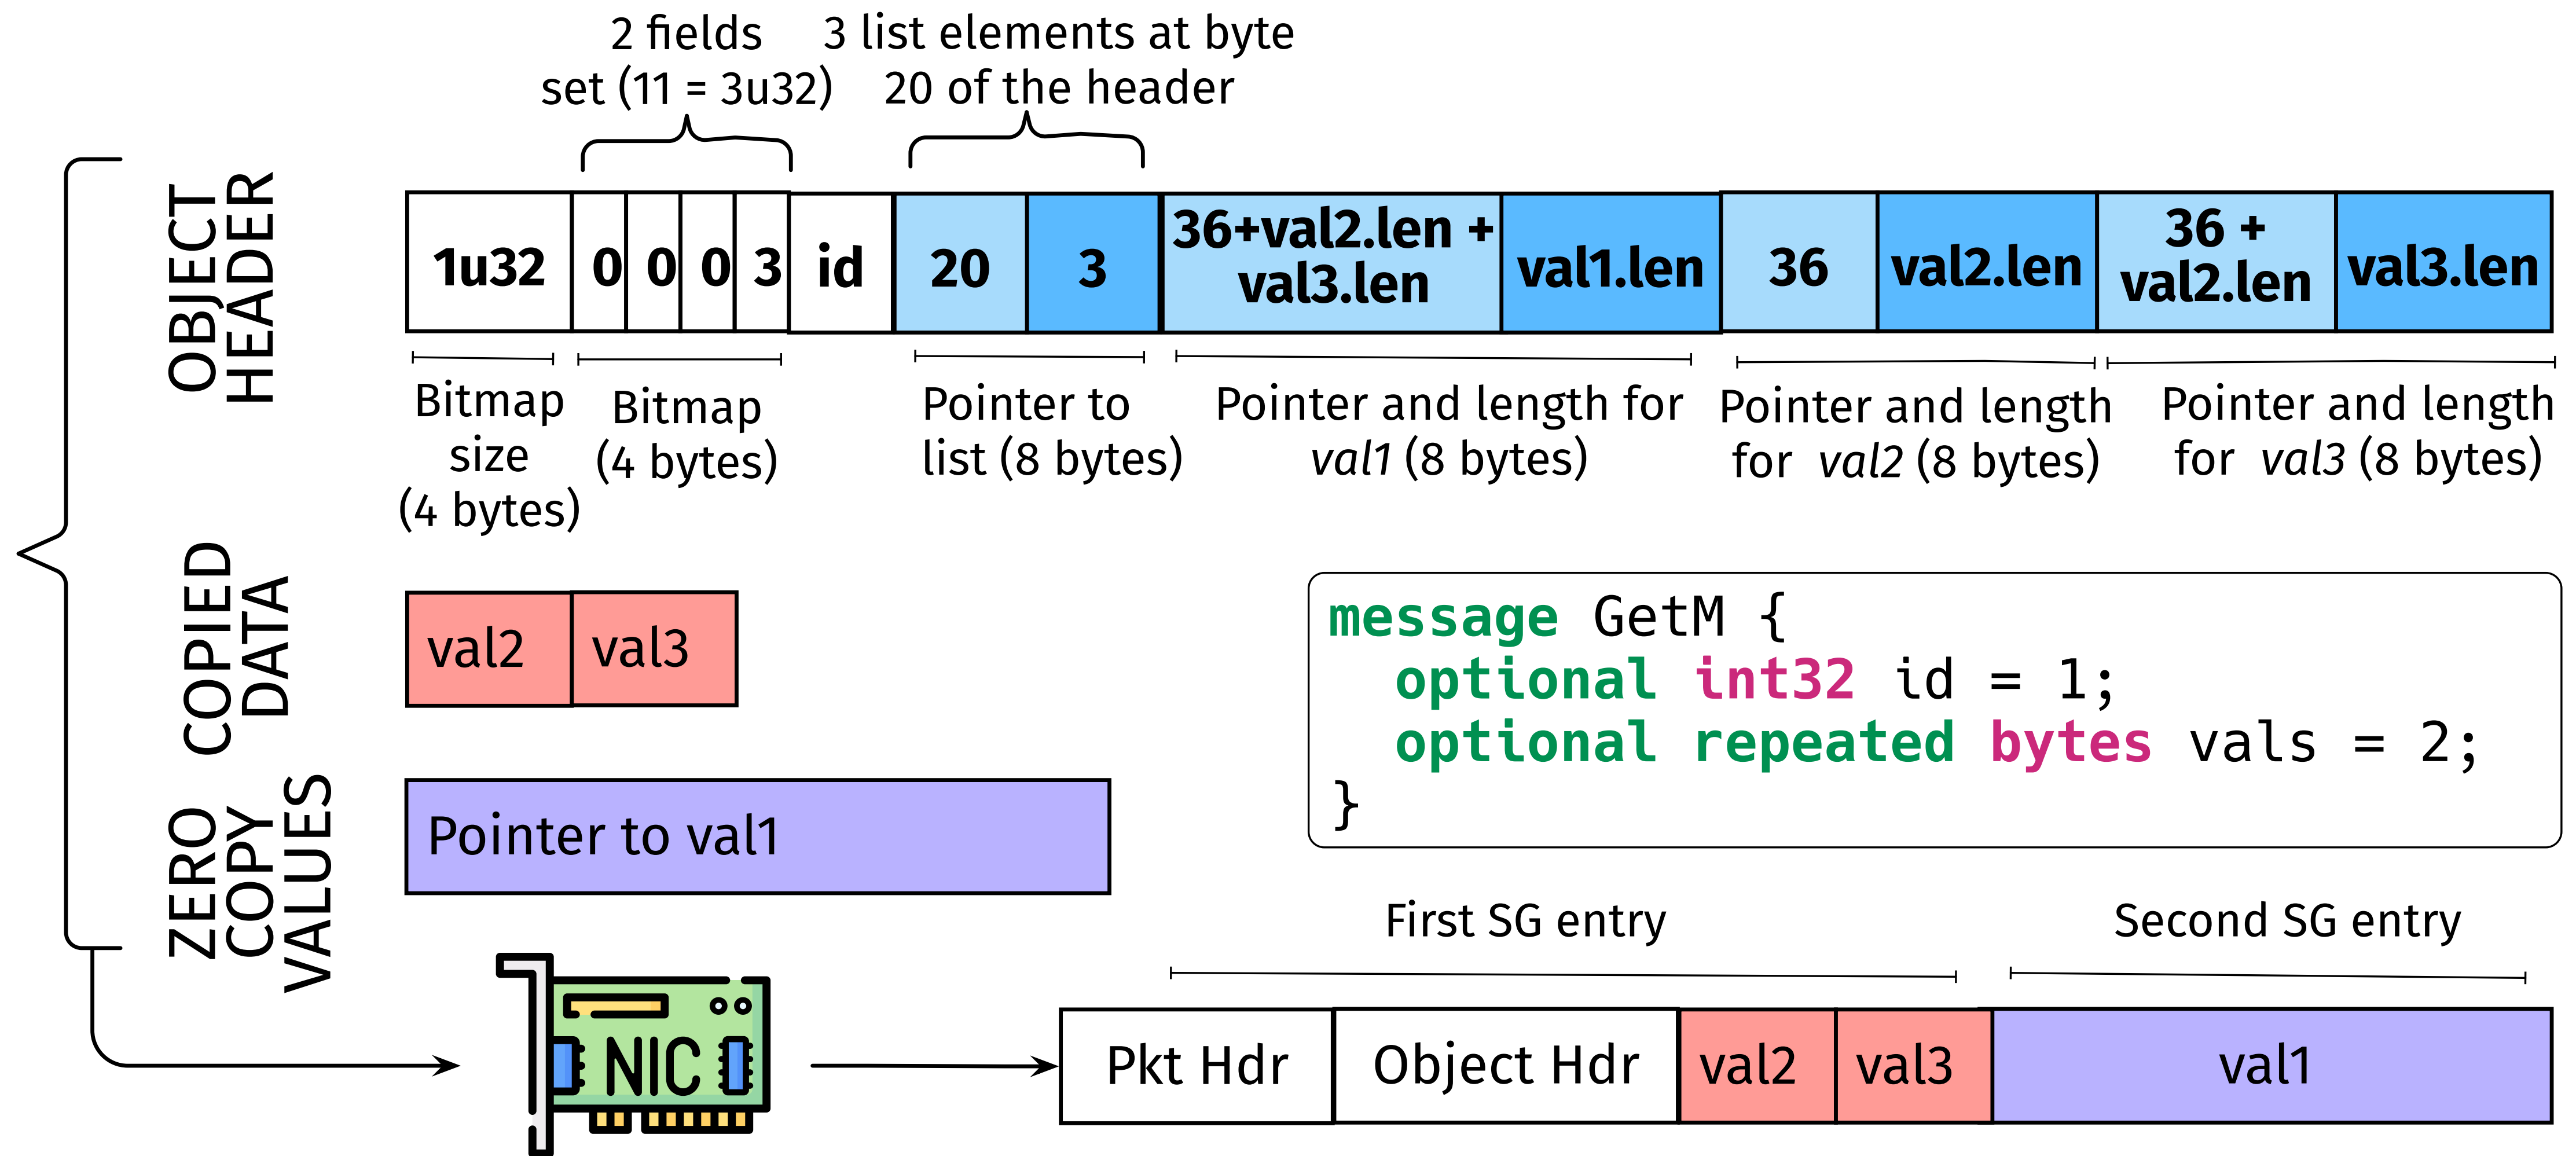 2 fields
set (11 = 3u32)
3 list elements at byte
20 of the header
OBJECT
HEADER
1u32
0
0
0
3
id
20
3
36+val2.len +
val3.len
val1.len
36
val2.len
36 +
val2.len
val3.len
Bitmap
size
(4 bytes)
Bitmap
(4 bytes)
Pointer to
list (8 bytes)
Pointer and length for
val1 (8 bytes)
Pointer and length
for val2 (8 bytes)
Pointer and length
for val3 (8 bytes)
COPIED
DATA
val2
val3
message GetM {
optional int32 id = 1;
optional repeated bytes vals = 2;
}
ZERO
COPY
VALUES
Pointer to val1
First SG entry
Second SG entry
NIC
Pkt Hdr
Object Hdr
val2
val3
val1